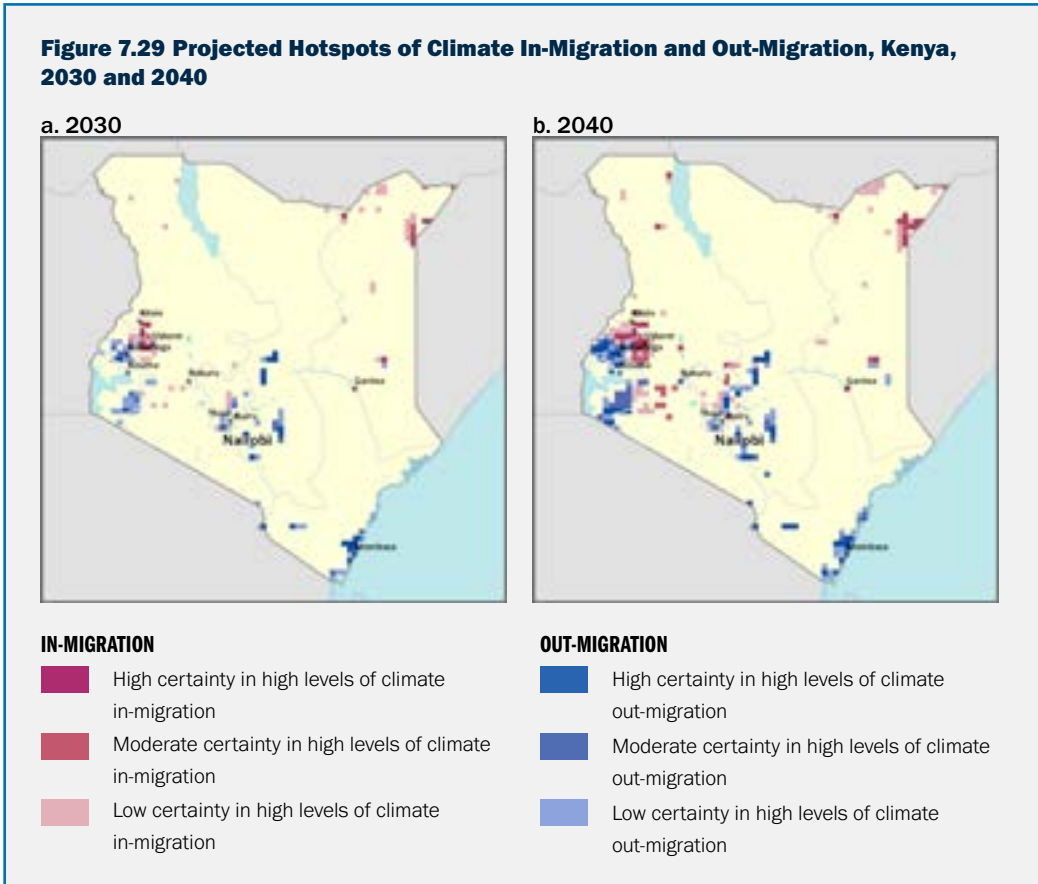 Figure 7.29 Projected Hotspots of Climate In-Migration and Out-Migration, Kenya,
2030 and 2040
a. 2030
b. 2040
Nakuru
Garissa
Nairobi
Mombasa
Nakuru
Garissa
Nairobi
Mombasa
IN-MIGRATION
High certainty in high levels of climate
in-migration
Moderate certainty in high levels of climate
in-migration
Low certainty in high levels of climate
in-migration
OUT-MIGRATION
High certainty in high levels of climate
out-migration
Moderate certainty in high levels of climate
out-migration
Low certainty in high levels of climate
out-migration